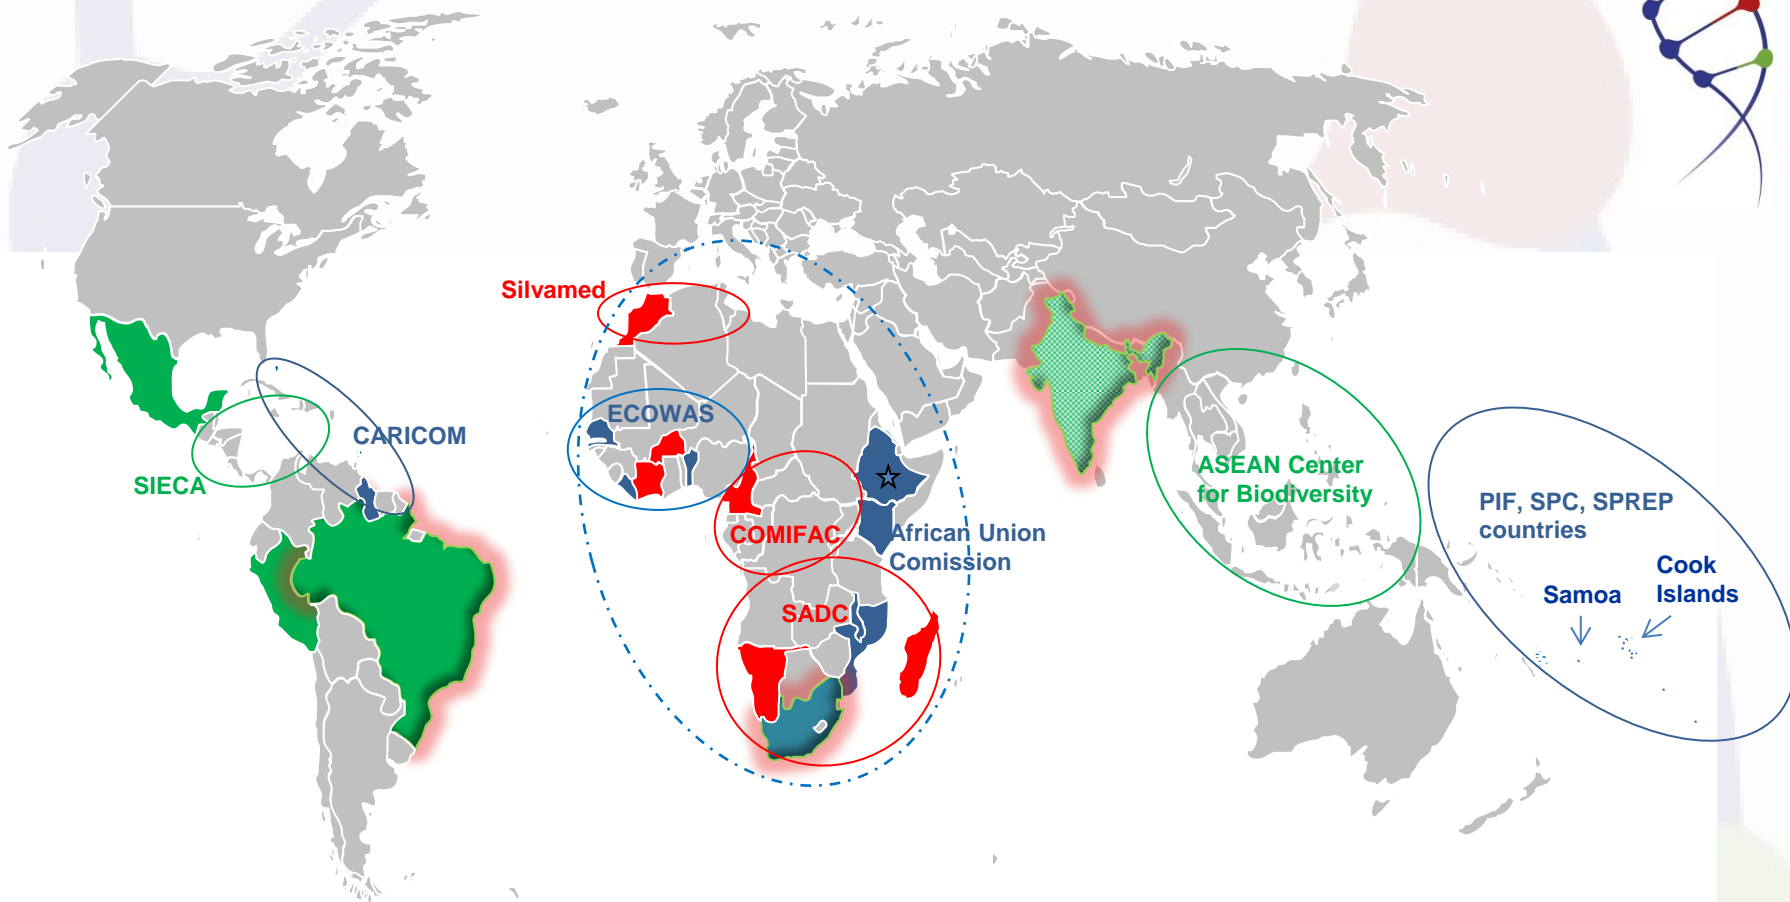 Silvamed
ECOWAS
CARICOM
SIECA
ASEAN Center
for Biodiversity
PIF, SPC, SPREP
countries
COMIFAC
African Union
Comission
Cook
Islands
Samoa
SADC